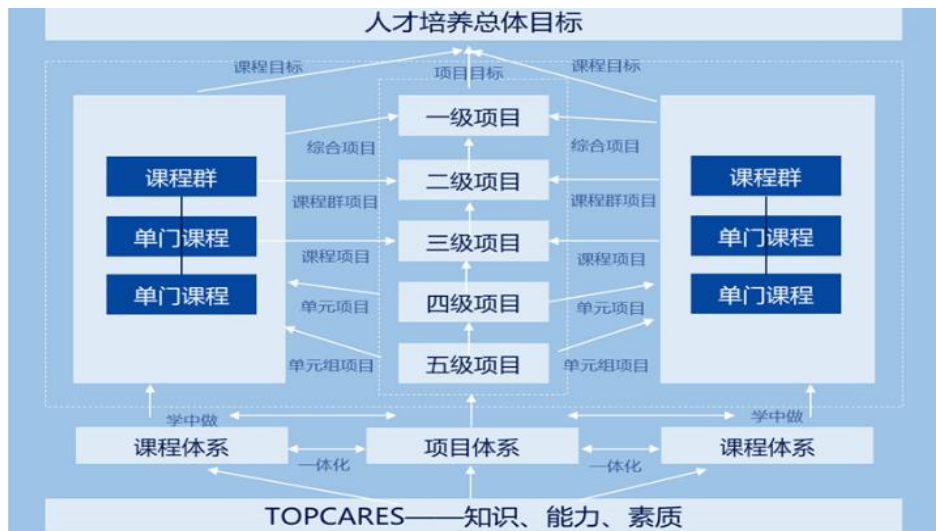 人才培养总体目标
课程目标
项目目标
课程目标
一级项目
综合项目
综合项目
课程群
二级项目
课程群
课程群项目
课程群项目
单门课程
三级项目
单门课程
课程项目
课程项目
单门课程
四级项目
单门课程
单元项目
单元项目
五级项目
单元组项目
单元组项目
学中做
学中做
课程体系
项目体系
课程体系
一体化
一体化
TOPCARES——知识、能力、素质